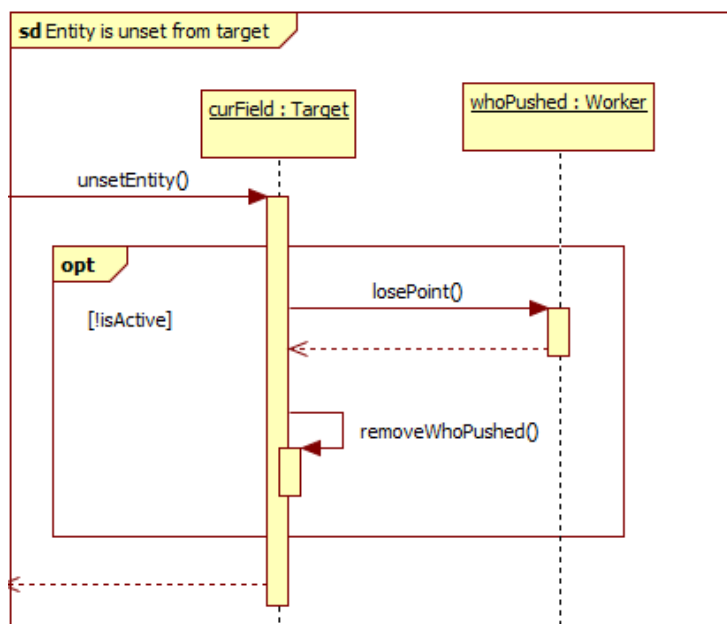 sd Entity is unset from target
curField : Target
whoPushed : Worker
unsetEntity()
opt
losePoint()
[!isActive]
removeWhoPushed()